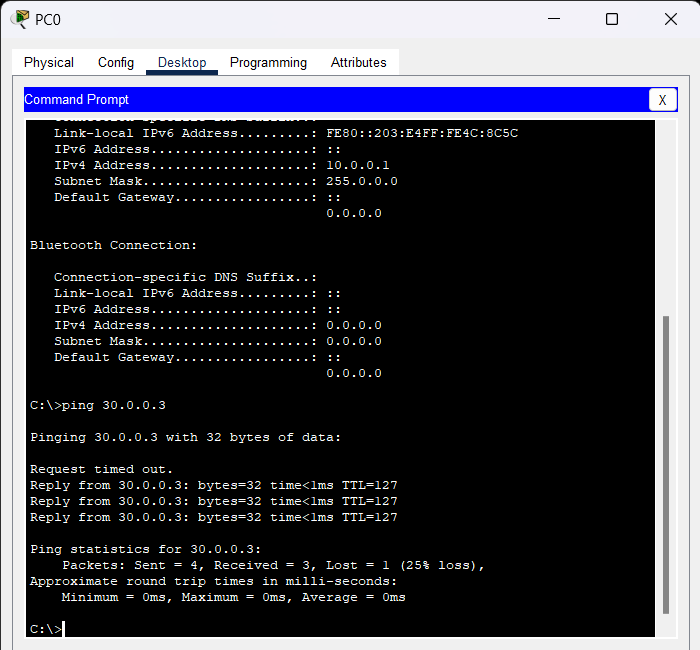 PC0
Physical Config Desktop Programming Attributes
Command Prompt X
Connection-specific DNS Suffix..:
Link-local IPv6 Address.........: FE80::203:E4FF:FE4C:8C5C
IPv6 Address....................: ::
IPv4 Address....................: 10.0.0.1
Subnet Mask.....................: 255.0.0.0
Default Gateway.................: ::
0.0.0.0
Bluetooth Connection:
Connection-specific DNS Suffix..:
Link-local IPv6 Address.........: ::
IPv6 Address....................: ::
IPv4 Address....................: 0.0.0.0
Subnet Mask.....................: 0.0.0.0
Default Gateway.................: ::
0.0.0.0
C:\>ping 30.0.0.3
Pinging 30.0.0.3 with 32 bytes of data:
Request timed out.
Reply from 30.0.0.3: bytes=32 time<1ms TTL=127
Reply from 30.0.0.3: bytes=32 time<1ms TTL=127
Reply from 30.0.0.3: bytes=32 time<1ms TTL=127
Ping statistics for 30.0.0.3:
Packets: Sent = 4, Received = 3, Lost = 1 (25% loss),
Approximate round trip times in milli-seconds:
Minimum = 0ms, Maximum = 0ms, Average = 0ms
C:\>